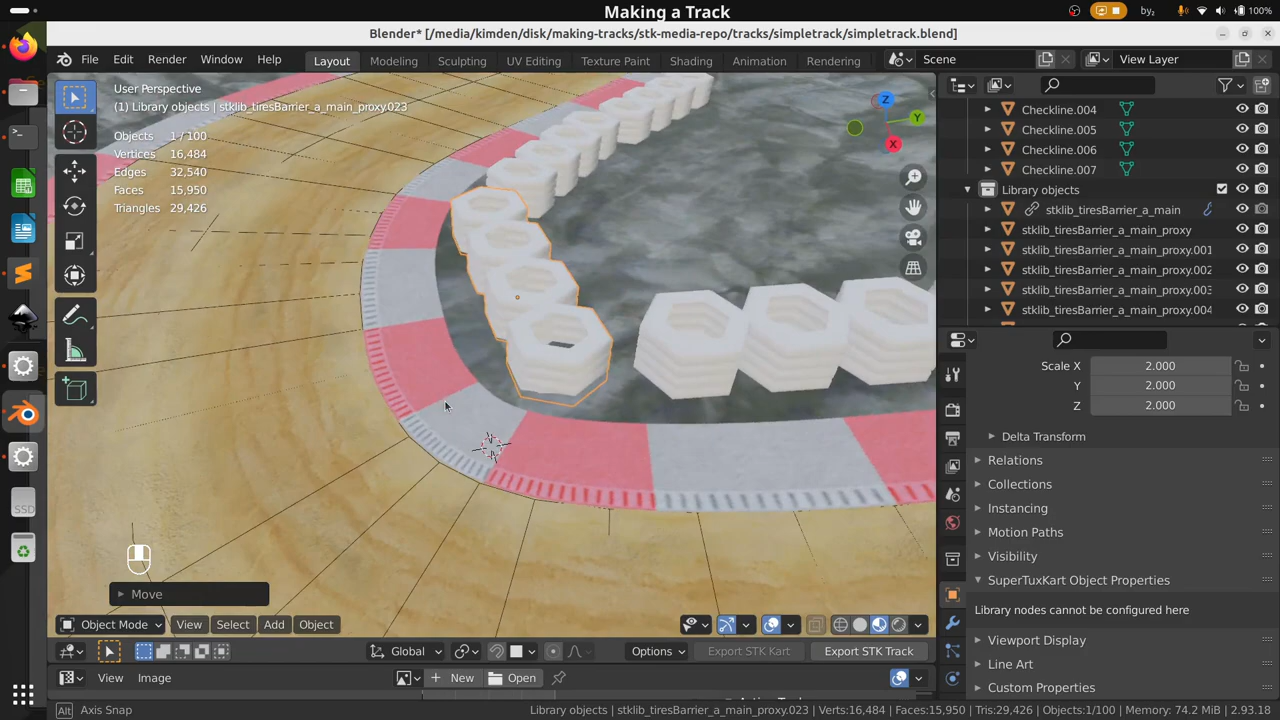 Making a Track
by₂
100%
Blender* [/media/kimden/disk/making-tracks/stk-media-repo/tracks/simpletrack/simpletrack.blend]
File Edit Render Window Help
Layout Modeling Sculpting UV Editing Texture Paint Shading Animation Rendering
Scene
View Layer
User Perspective
(1) Library objects | stklib_tiresBarrier_a_main_proxy.023
Objects 1 / 100
Vertices 16,484
Edges 32,540
Faces 15,950
Triangles 29,426
Z
Y
X
Checkline.004
Checkline.005
Checkline.006
Checkline.007
Library objects
stklib_tiresBarrier_a_main
stklib_tiresBarrier_a_main_proxy
stklib_tiresBarrier_a_main_proxy.001
stklib_tiresBarrier_a_main_proxy.002
stklib_tiresBarrier_a_main_proxy.003
stklib_tiresBarrier_a_main_proxy.004
Scale X 2.000
Y 2.000
Z 2.000
Delta Transform
Relations
Collections
Instancing
Motion Paths
Visibility
SuperTuxKart Object Properties
Library nodes cannot be configured here
Viewport Display
Line Art
Custom Properties
SSD
Move
Object Mode View Select Add Object
Global
Options
Export STK Kart
Export STK Track
View Image
New
Open
Alt Axis Snap
Library objects | stklib_tiresBarrier_a_main_proxy.023 | Verts:16,484 | Faces:15,950 | Tris:29,426 | Objects:1/100 | Memory: 74.2 MiB | 2.93.18